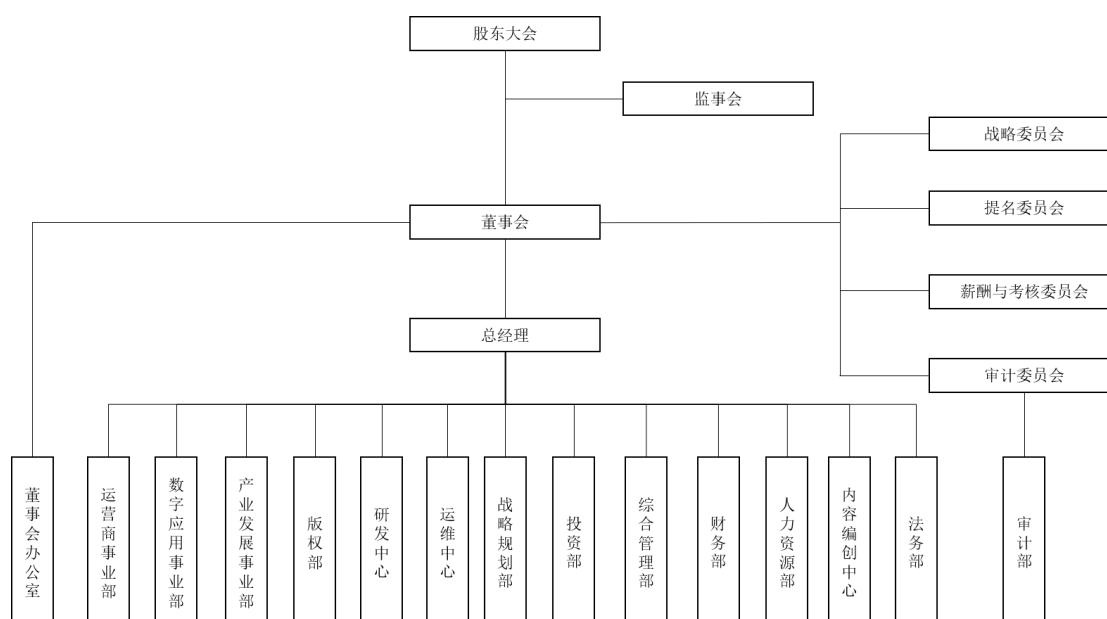 股东大会
监事会
战略委员会
提名委员会
董事会
薪酬与考核委员会
总经理
审计委员会
董事会办公室
运营商事业部
数字应用事业部
产业发展事业部
版权部
研发中心
运维中心
战略规划部
投资部
综合管理部
财务部
人力资源部
内容编创中心
法务部
审计部